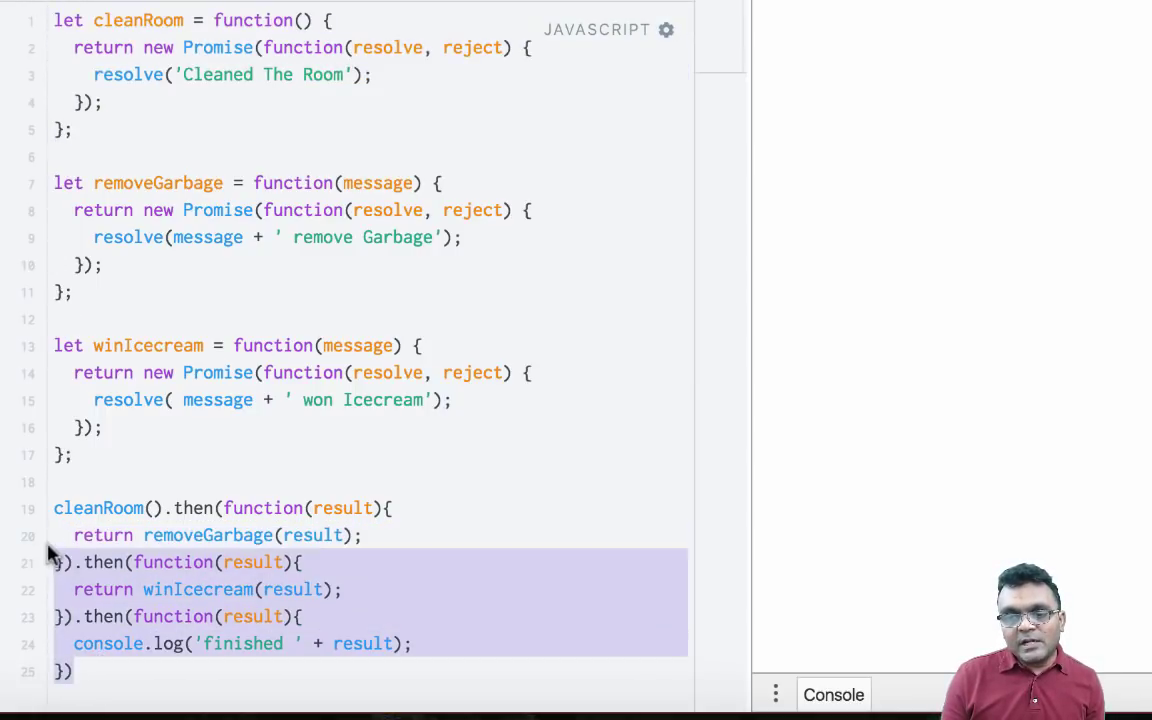 JAVASCRIPT
1 let cleanRoom = function() {
2 return new Promise(function(resolve, reject) {
3 resolve('Cleaned The Room');
4 });
5 };
6
7 let removeGarbage = function(message) {
8 return new Promise(function(resolve, reject) {
9 resolve(message + ' remove Garbage');
10 });
11 };
12
13 let winIcecream = function(message) {
14 return new Promise(function(resolve, reject) {
15 resolve( message + ' won Icecream');
16 });
17 };
18
19 cleanRoom().then(function(result){
20 return removeGarbage(result);
21 }).then(function(result){
22 return winIcecream(result);
23 }).then(function(result){
24 console.log('finished ' + result);
25 })
Console